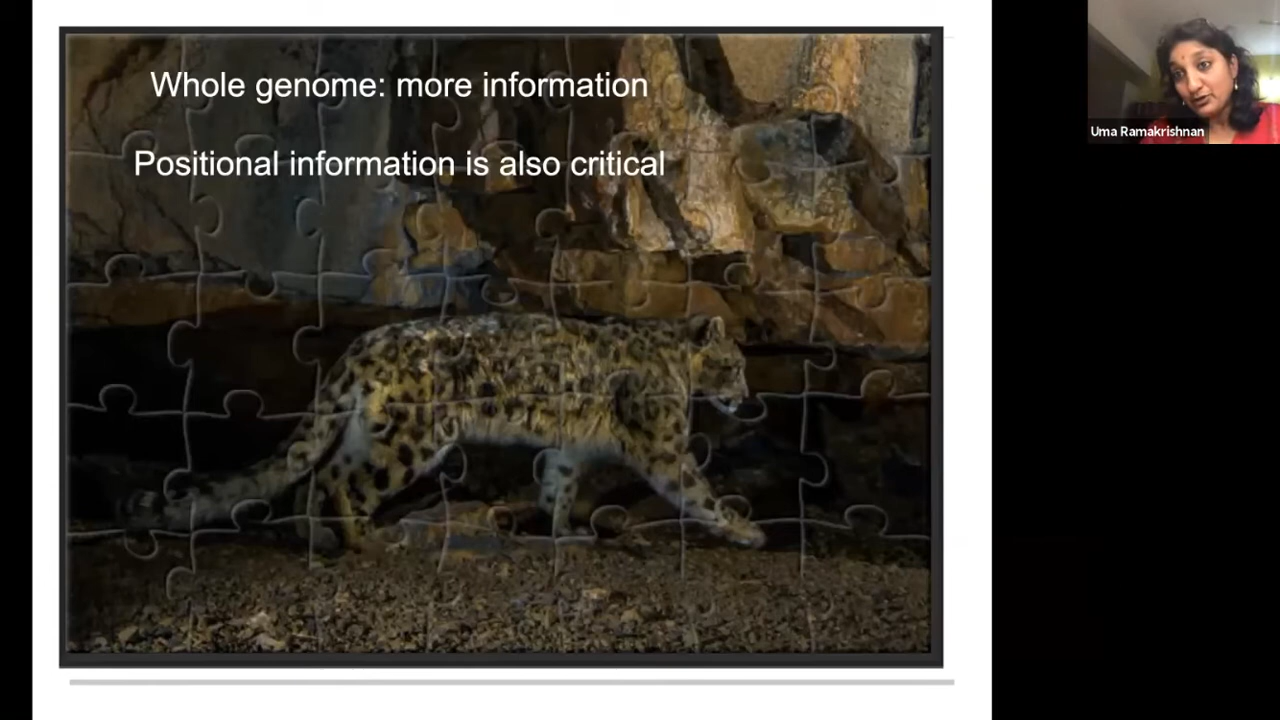 Whole genome: more information
Positional information is also critical
Uma Ramakrishnan